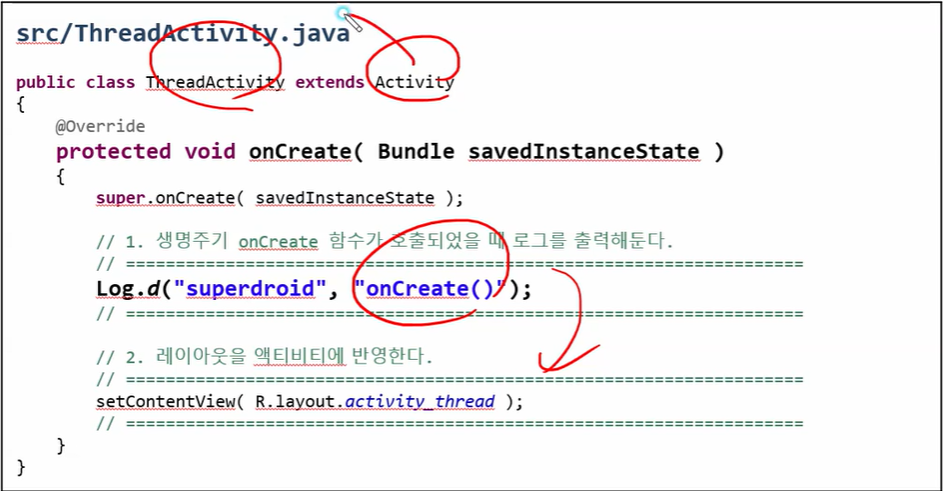 src/ThreadActivity.java
public class ThreadActivity extends Activity
{
@Override
protected void onCreate( Bundle savedInstanceState )
{
super.onCreate( savedInstanceState );
// 1. 생명주기 onCreate 함수가 호출되었을 때 로그를 출력해둔다.
// ================================================================
Log.d("superdroid", "onCreate()");
// ================================================================
// 2. 레이아웃을 액티비티에 반영한다.
// ================================================================
setContentView( R.layout.activity_thread );
// ================================================================
}
}